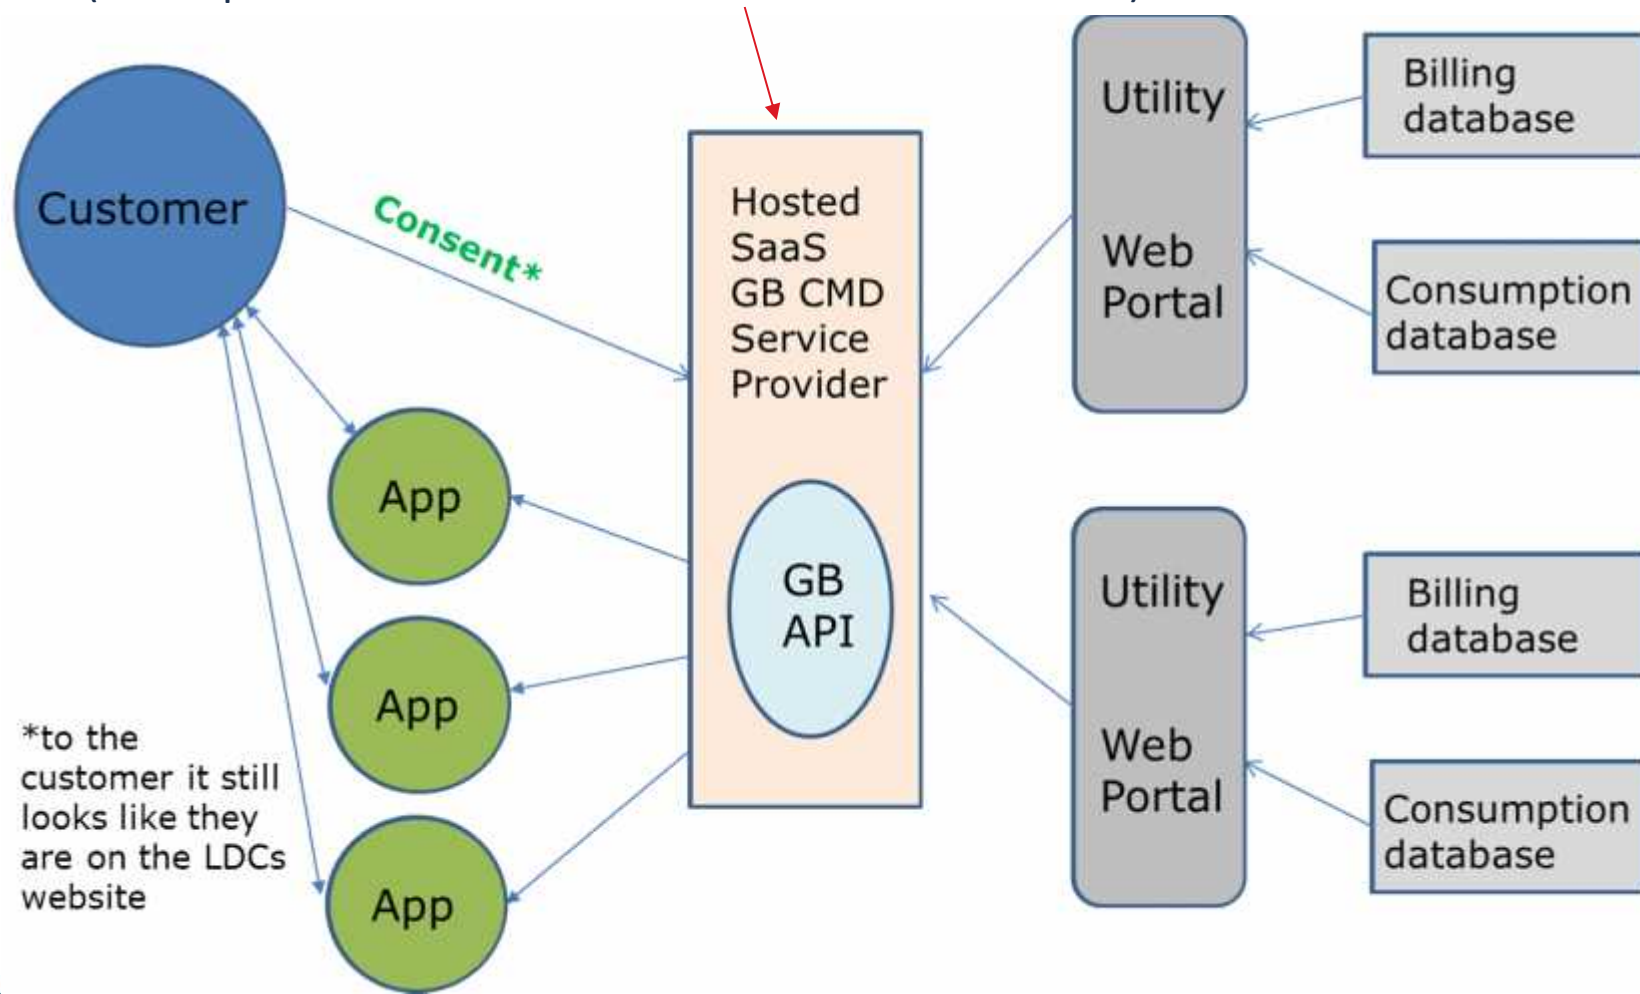 Customer
Consent*
Hosted
SaaS
GB CMD
Service
Provider
GB
API
App
App
App
*to the
customer it still
looks like they
are on the LDCs
website
Utility
Web
Portal
Billing
database
Consumption
database
Utility
Web
Portal
Billing
database
Consumption
database